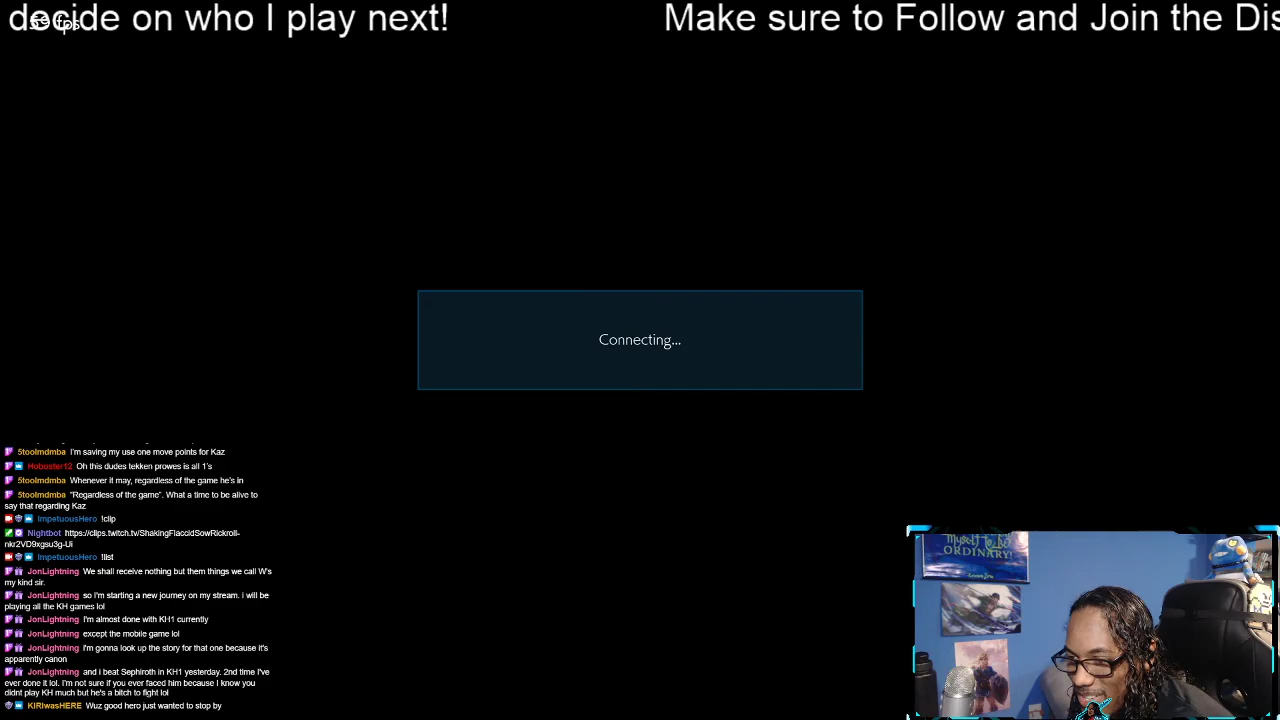 decide on who I play next! Make sure to Follow and Join the Dis
59 fps
Connecting...
5toolmdmba I'm saving my use one move points for Kaz
Hoboster12 Oh this dudes tekken prowes is all 1's
5toolmdmba Whenever it may, regardless of the game he's in
5toolmdmba "Regardless of the game". What a time to be alive to
say that regarding Kaz
ImpetuousHero !clip
Nightbot https://clips.twitch.tv/ShakingFlaccidSowRickroll-
nkr2VD9xgsu3g-Ui
ImpetuousHero !list
JonLightning We shall receive nothing but them things we call W's
my kind sir.
JonLightning so I'm starting a new journey on my stream. i will be
playing all the KH games lol
JonLightning I'm almost done with KH1 currently
JonLightning except the mobile game lol
JonLightning I'm gonna look up the story for that one because it's
apparently canon
JonLightning and i beat Sephiroth in KH1 yesterday. 2nd time I've
ever done it lol. I'm not sure if you ever faced him because I know you
didnt play KH much but he's a bitch to fight lol
KIRIwasHERE Wuz good hero just wanted to stop by
Myself to be
ORDINARY!